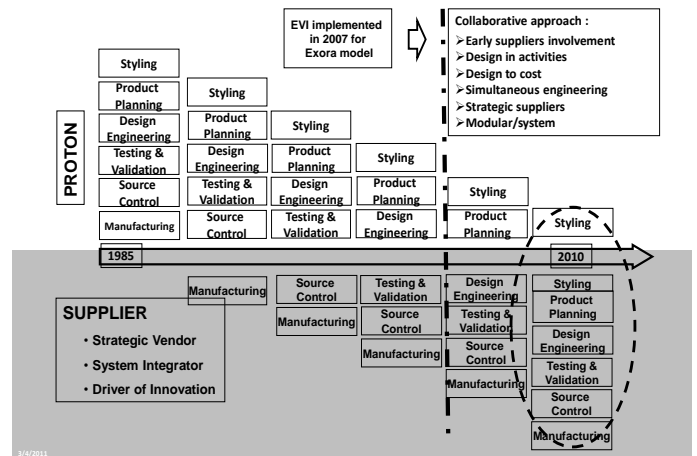 EVI implemented
in 2007 for
Exora model
Collaborative approach :
➢Early suppliers involvement
➢Design in activities
➢Design to cost
➢Simultaneous engineering
➢Strategic suppliers
➢Modular/system
PROTON
Styling
Product
Planning
Design
Engineering
Testing &
Validation
Source
Control
Manufacturing
Styling
Product
Planning
Design
Engineering
Testing &
Validation
Source
Control
Styling
Product
Planning
Design
Engineering
Testing &
Validation
Styling
Product
Planning
Design
Engineering
Styling
Product
Planning
Styling
1985
2010
Manufacturing
Source
Control
Manufacturing
Testing &
Validation
Source
Control
Manufacturing
Design
Engineering
Testing &
Validation
Source
Control
Manufacturing
Styling
Product
Planning
Design
Engineering
Testing &
Validation
Source
Control
Manufacturing
SUPPLIER
• Strategic Vendor
• System Integrator
• Driver of Innovation
3/4/2011